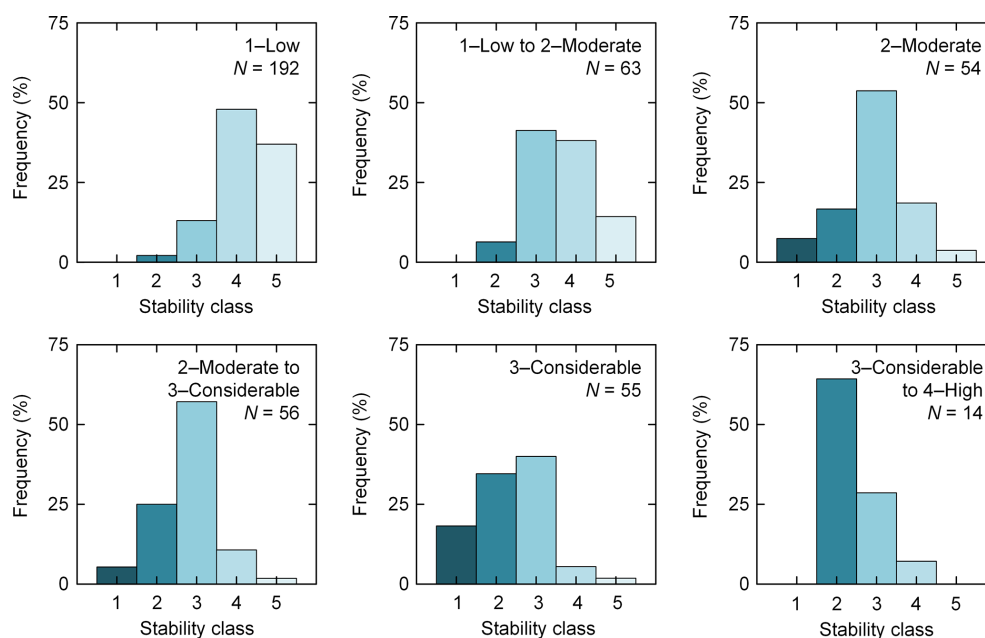 75
50
25
0
Frequency (%)
1–Low
N = 192
1 2 3 4 5
Stability class
75
50
25
0
Frequency (%)
1–Low to 2–Moderate
N = 63
1 2 3 4 5
Stability class
75
50
25
0
Frequency (%)
2–Moderate
N = 54
1 2 3 4 5
Stability class
75
50
25
0
Frequency (%)
2–Moderate to
3–Considerable
N = 56
1 2 3 4 5
Stability class
75
50
25
0
Frequency (%)
3–Considerable
N = 55
1 2 3 4 5
Stability class
75
50
25
0
Frequency (%)
3–Considerable
to 4–High
N = 14
1 2 3 4 5
Stability class